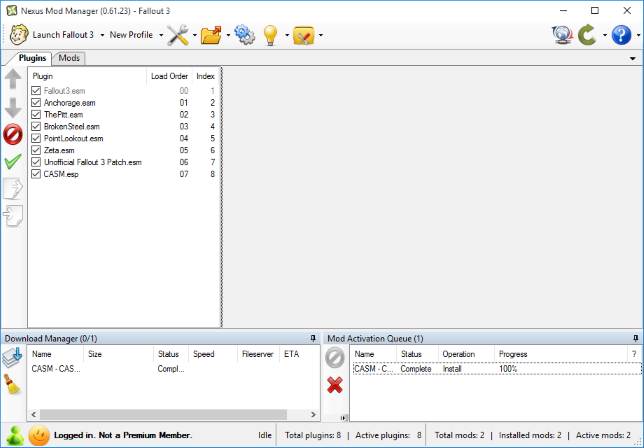 Nexus Mod Manager (0.61.23) - Fallout 3
Launch Fallout 3 New Profile
Plugins Mods
Plugin Load Order Index
Fallout3.esm 00 1
Anchorage.esm 01 2
ThePitt.esm 02 3
BrokenSteel.esm 03 4
PointLookout.esm 04 5
Zeta.esm 05 6
Unofficial Fallout 3 Patch.esm 06 7
CASM.esp 07 8
Download Manager (0/1)
Name Size Status Speed Fileserver ETA
CASM - CAS... Compl...
Mod Activation Queue (1)
Name Status Operation Progress ?
CASM - C... Complete Install 100%
Logged in. Not a Premium Member. Idle Total plugins: 8 | Active plugins: 8 Total mods: 2 | Installed mods: 2 | Active mods: 2